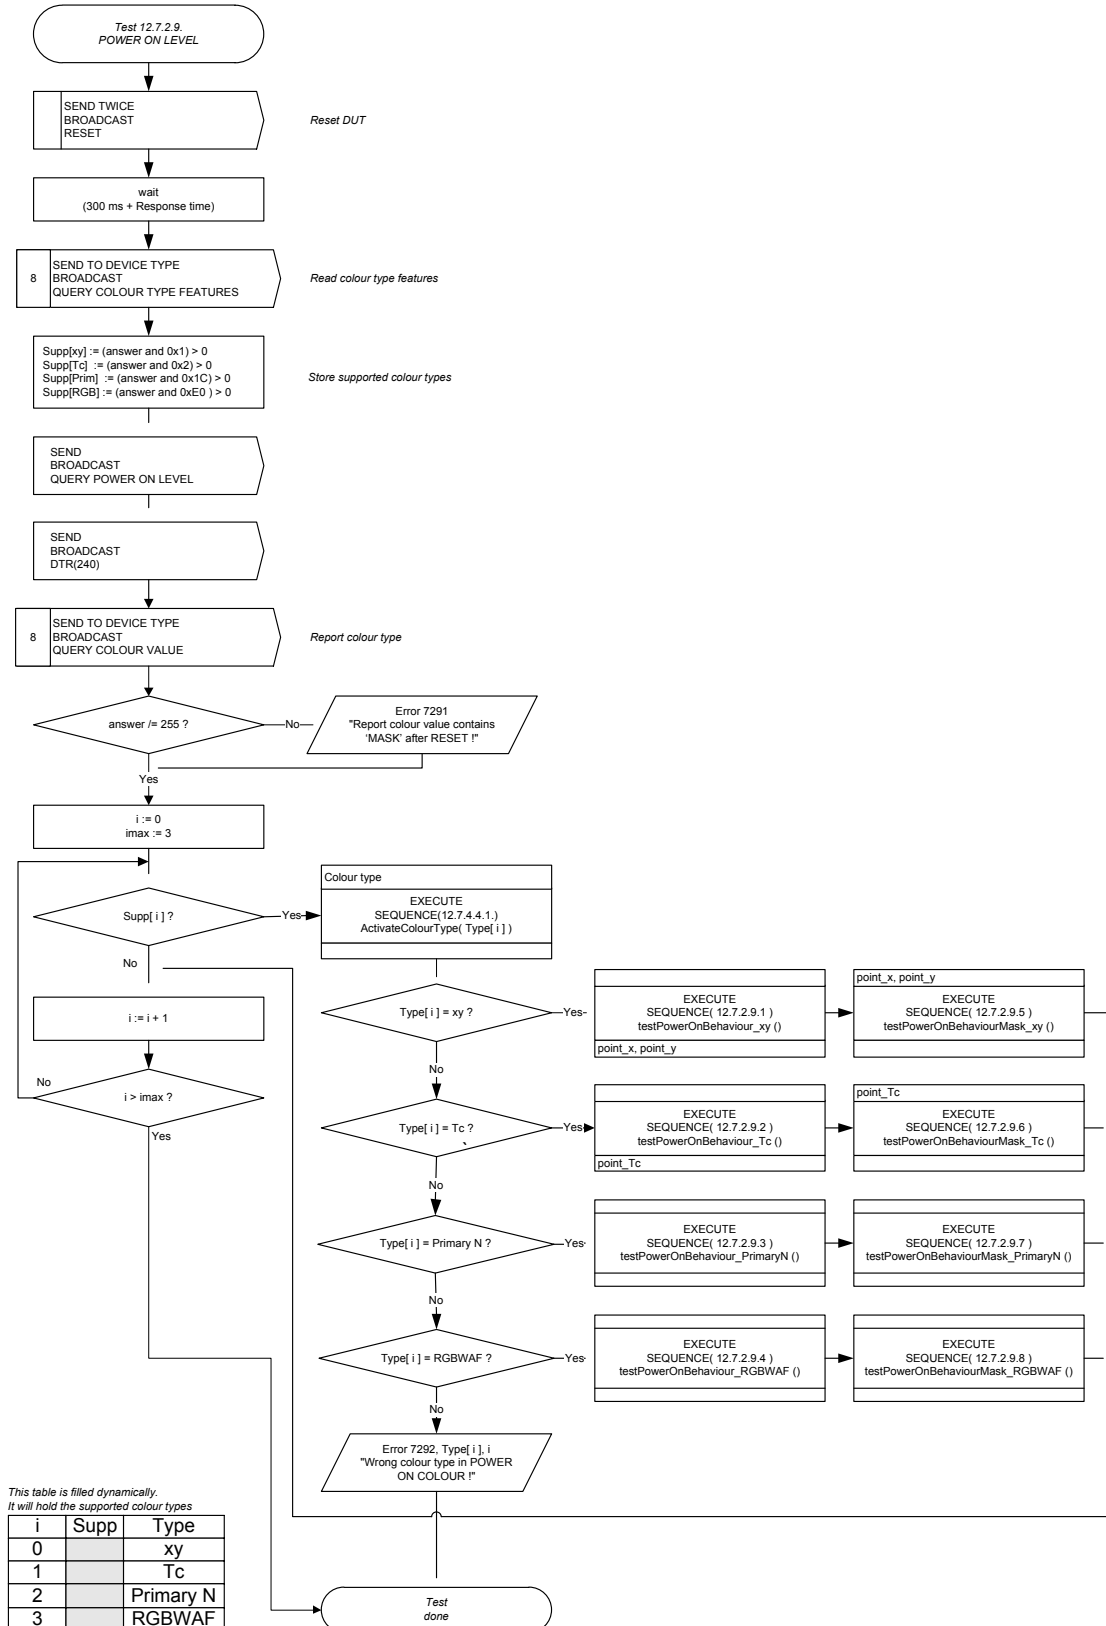 Test 12.7.2.9.
POWER ON LEVEL
SEND TWICE
BROADCAST
RESET
Reset DUT
wait
(300 ms + Response time)
8
SEND TO DEVICE TYPE
BROADCAST
QUERY COLOUR TYPE FEATURES
Read colour type features
Supp[xy] := (answer and 0x1) > 0
Supp[Tc] := (answer and 0x2) > 0
Supp[Prim] := (answer and 0x1C) > 0
Supp[RGB] := (answer and 0xE0 ) > 0
Store supported colour types
SEND
BROADCAST
QUERY POWER ON LEVEL
SEND
BROADCAST
DTR(240)
8
SEND TO DEVICE TYPE
BROADCAST
QUERY COLOUR VALUE
Report colour type
answer /= 255 ?
No
Error 7291
"Report colour value contains
'MASK' after RESET !"
Yes
i := 0
imax := 3
Supp[ i ] ?
Yes
No
Colour type
EXECUTE
SEQUENCE(12.7.4.4.1.)
ActivateColourType( Type[ i ] )
i := i + 1
i > imax ?
No
Yes
Type[ i ] = xy ?
Yes
No
EXECUTE
SEQUENCE( 12.7.2.9.1 )
testPowerOnBehaviour_xy ()
point_x, point_y
point_x, point_y
EXECUTE
SEQUENCE( 12.7.2.9.5 )
testPowerOnBehaviourMask_xy ()
Type[ i ] = Tc ?
`
Yes
No
EXECUTE
SEQUENCE( 12.7.2.9.2 )
testPowerOnBehaviour_Tc ()
point_Tc
point_Tc
EXECUTE
SEQUENCE( 12.7.2.9.6 )
testPowerOnBehaviourMask_Tc ()
Type[ i ] = Primary N ?
Yes
No
EXECUTE
SEQUENCE( 12.7.2.9.3 )
testPowerOnBehaviour_PrimaryN ()
EXECUTE
SEQUENCE( 12.7.2.9.7 )
testPowerOnBehaviourMask_PrimaryN ()
Type[ i ] = RGBWAF ?
Yes
No
EXECUTE
SEQUENCE( 12.7.2.9.4 )
testPowerOnBehaviour_RGBWAF ()
EXECUTE
SEQUENCE( 12.7.2.9.8 )
testPowerOnBehaviourMask_RGBWAF ()
Error 7292, Type[ i ], i
"Wrong colour type in POWER
ON COLOUR !"
This table is filled dynamically.
It will hold the supported colour types
i Supp Type
0 xy
1 Tc
2 Primary N
3 RGBWAF
Test
done